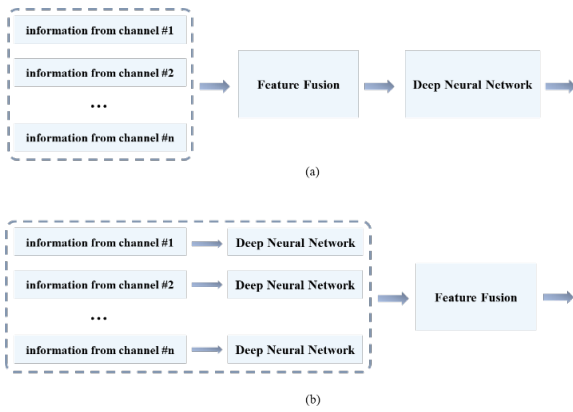 information from channel #1
information from channel #2
...
information from channel #n
Feature Fusion
Deep Neural Network
(a)
information from channel #1
Deep Neural Network
information from channel #2
Deep Neural Network
...
information from channel #n
Deep Neural Network
Feature Fusion
(b)